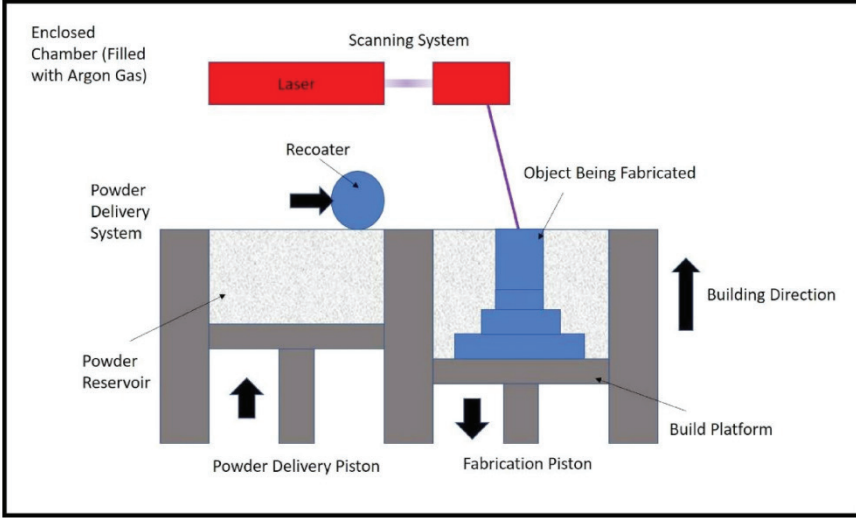 Enclosed
Chamber (Filled
with Argon Gas)
Scanning System
Laser
Recoater
Object Being Fabricated
Powder
Delivery
System
Building Direction
Powder
Reservoir
Build Platform
Powder Delivery Piston
Fabrication Piston